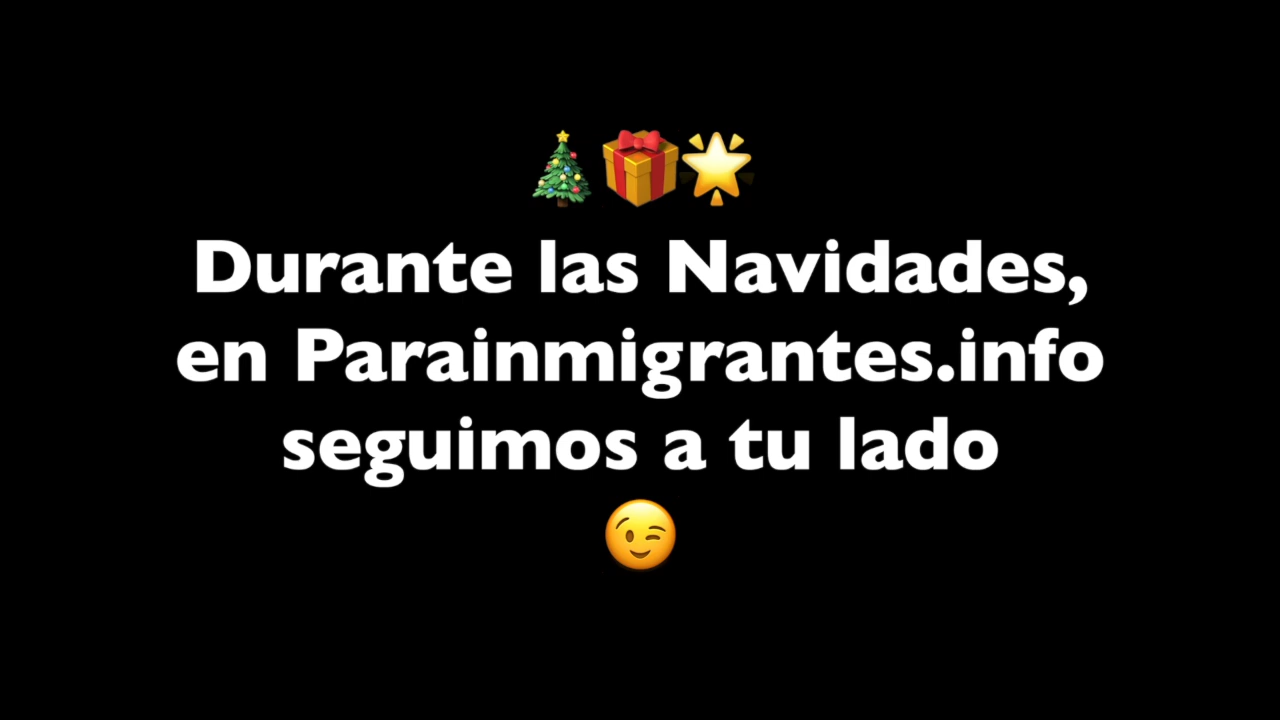 🎄🎁🌟
Durante las Navidades,
en Parainmigrantes.info
seguimos a tu lado
😉